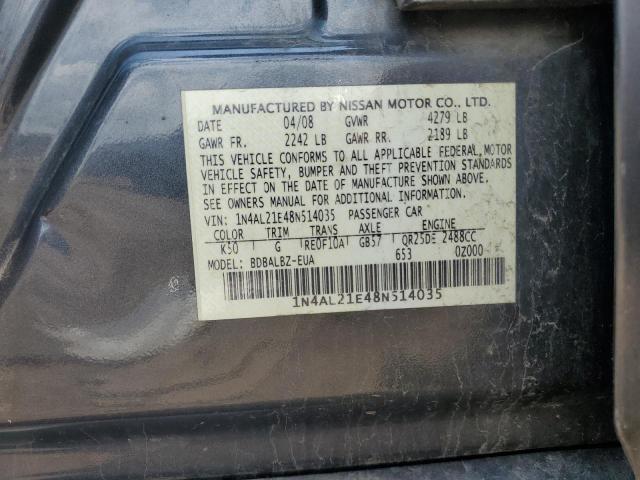 MANUFACTURED BY NISSAN MOTOR CO., LTD.
DATE 04/08 GVWR 4279 LB
GAWR FR. 2242 LB GAWR RR. 2189 LB
THIS VEHICLE CONFORMS TO ALL APPLICABLE FEDERAL MOTOR
VEHICLE SAFETY, BUMPER AND THEFT PREVENTION STANDARDS
IN EFFECT ON THE DATE OF MANUFACTURE SHOWN ABOVE.
SEE OWNERS MANUAL FOR ADDITIONAL INFORMATION.
VIN: 1N4AL21E48N514035 PASSENGER CAR
COLOR TRIM TRANS AXLE ENGINE
K50 G RE0F10A GB57 QR25DE 2488CC
MODEL: BDBALBZ-EUA 653 0Z000
1N4AL21E48N514035